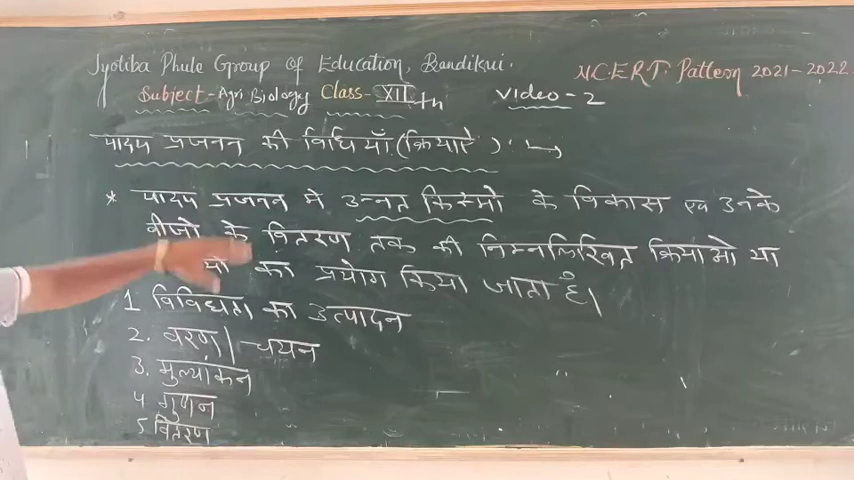 Jyotiba Phule Group of Education, Bandikui.
N.C.E.R.T. Pattern 2021-2022
Subject - Agri Biology Class - XII th Video - 2
पादप प्रजनन की विधियाँ (क्रियाएं) :-
* पादप प्रजनन मे उन्नत किस्मो के विकास एवं उनके
बीजो के वितरण तक की निम्नलिखित क्रियाओ या
का प्रयोग किया जाता है।
1 विविधता का उत्पादन
2. वरण / चयन
3. मुल्यांकन
4 गुणन
5 वितरण